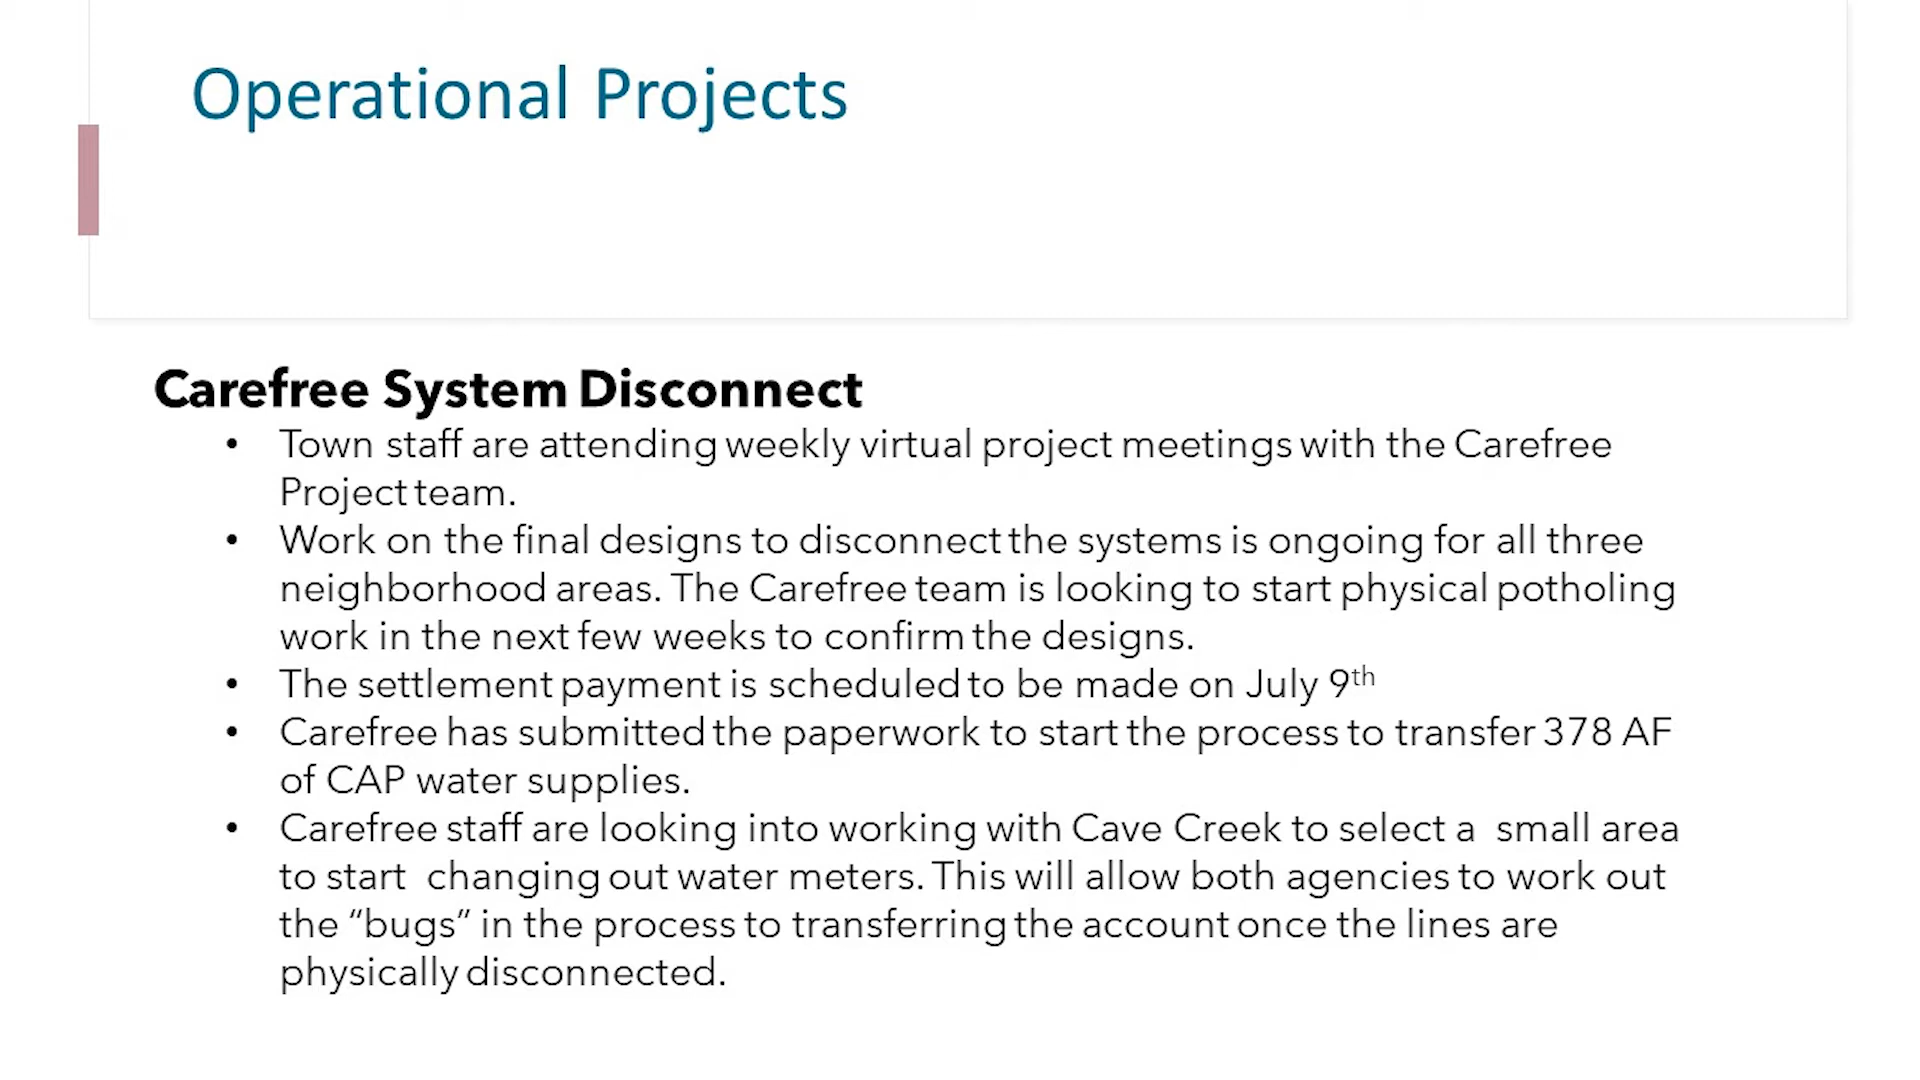 Operational Projects
Carefree System Disconnect
• Town staff are attending weekly virtual project meetings with the Carefree
Project team.
• Work on the final designs to disconnect the systems is ongoing for all three
neighborhood areas. The Carefree team is looking to start physical potholing
work in the next few weeks to confirm the designs.
• The settlement payment is scheduled to be made on July 9th
• Carefree has submitted the paperwork to start the process to transfer 378 AF
of CAP water supplies.
• Carefree staff are looking into working with Cave Creek to select a small area
to start changing out water meters. This will allow both agencies to work out
the “bugs” in the process to transferring the account once the lines are
physically disconnected.